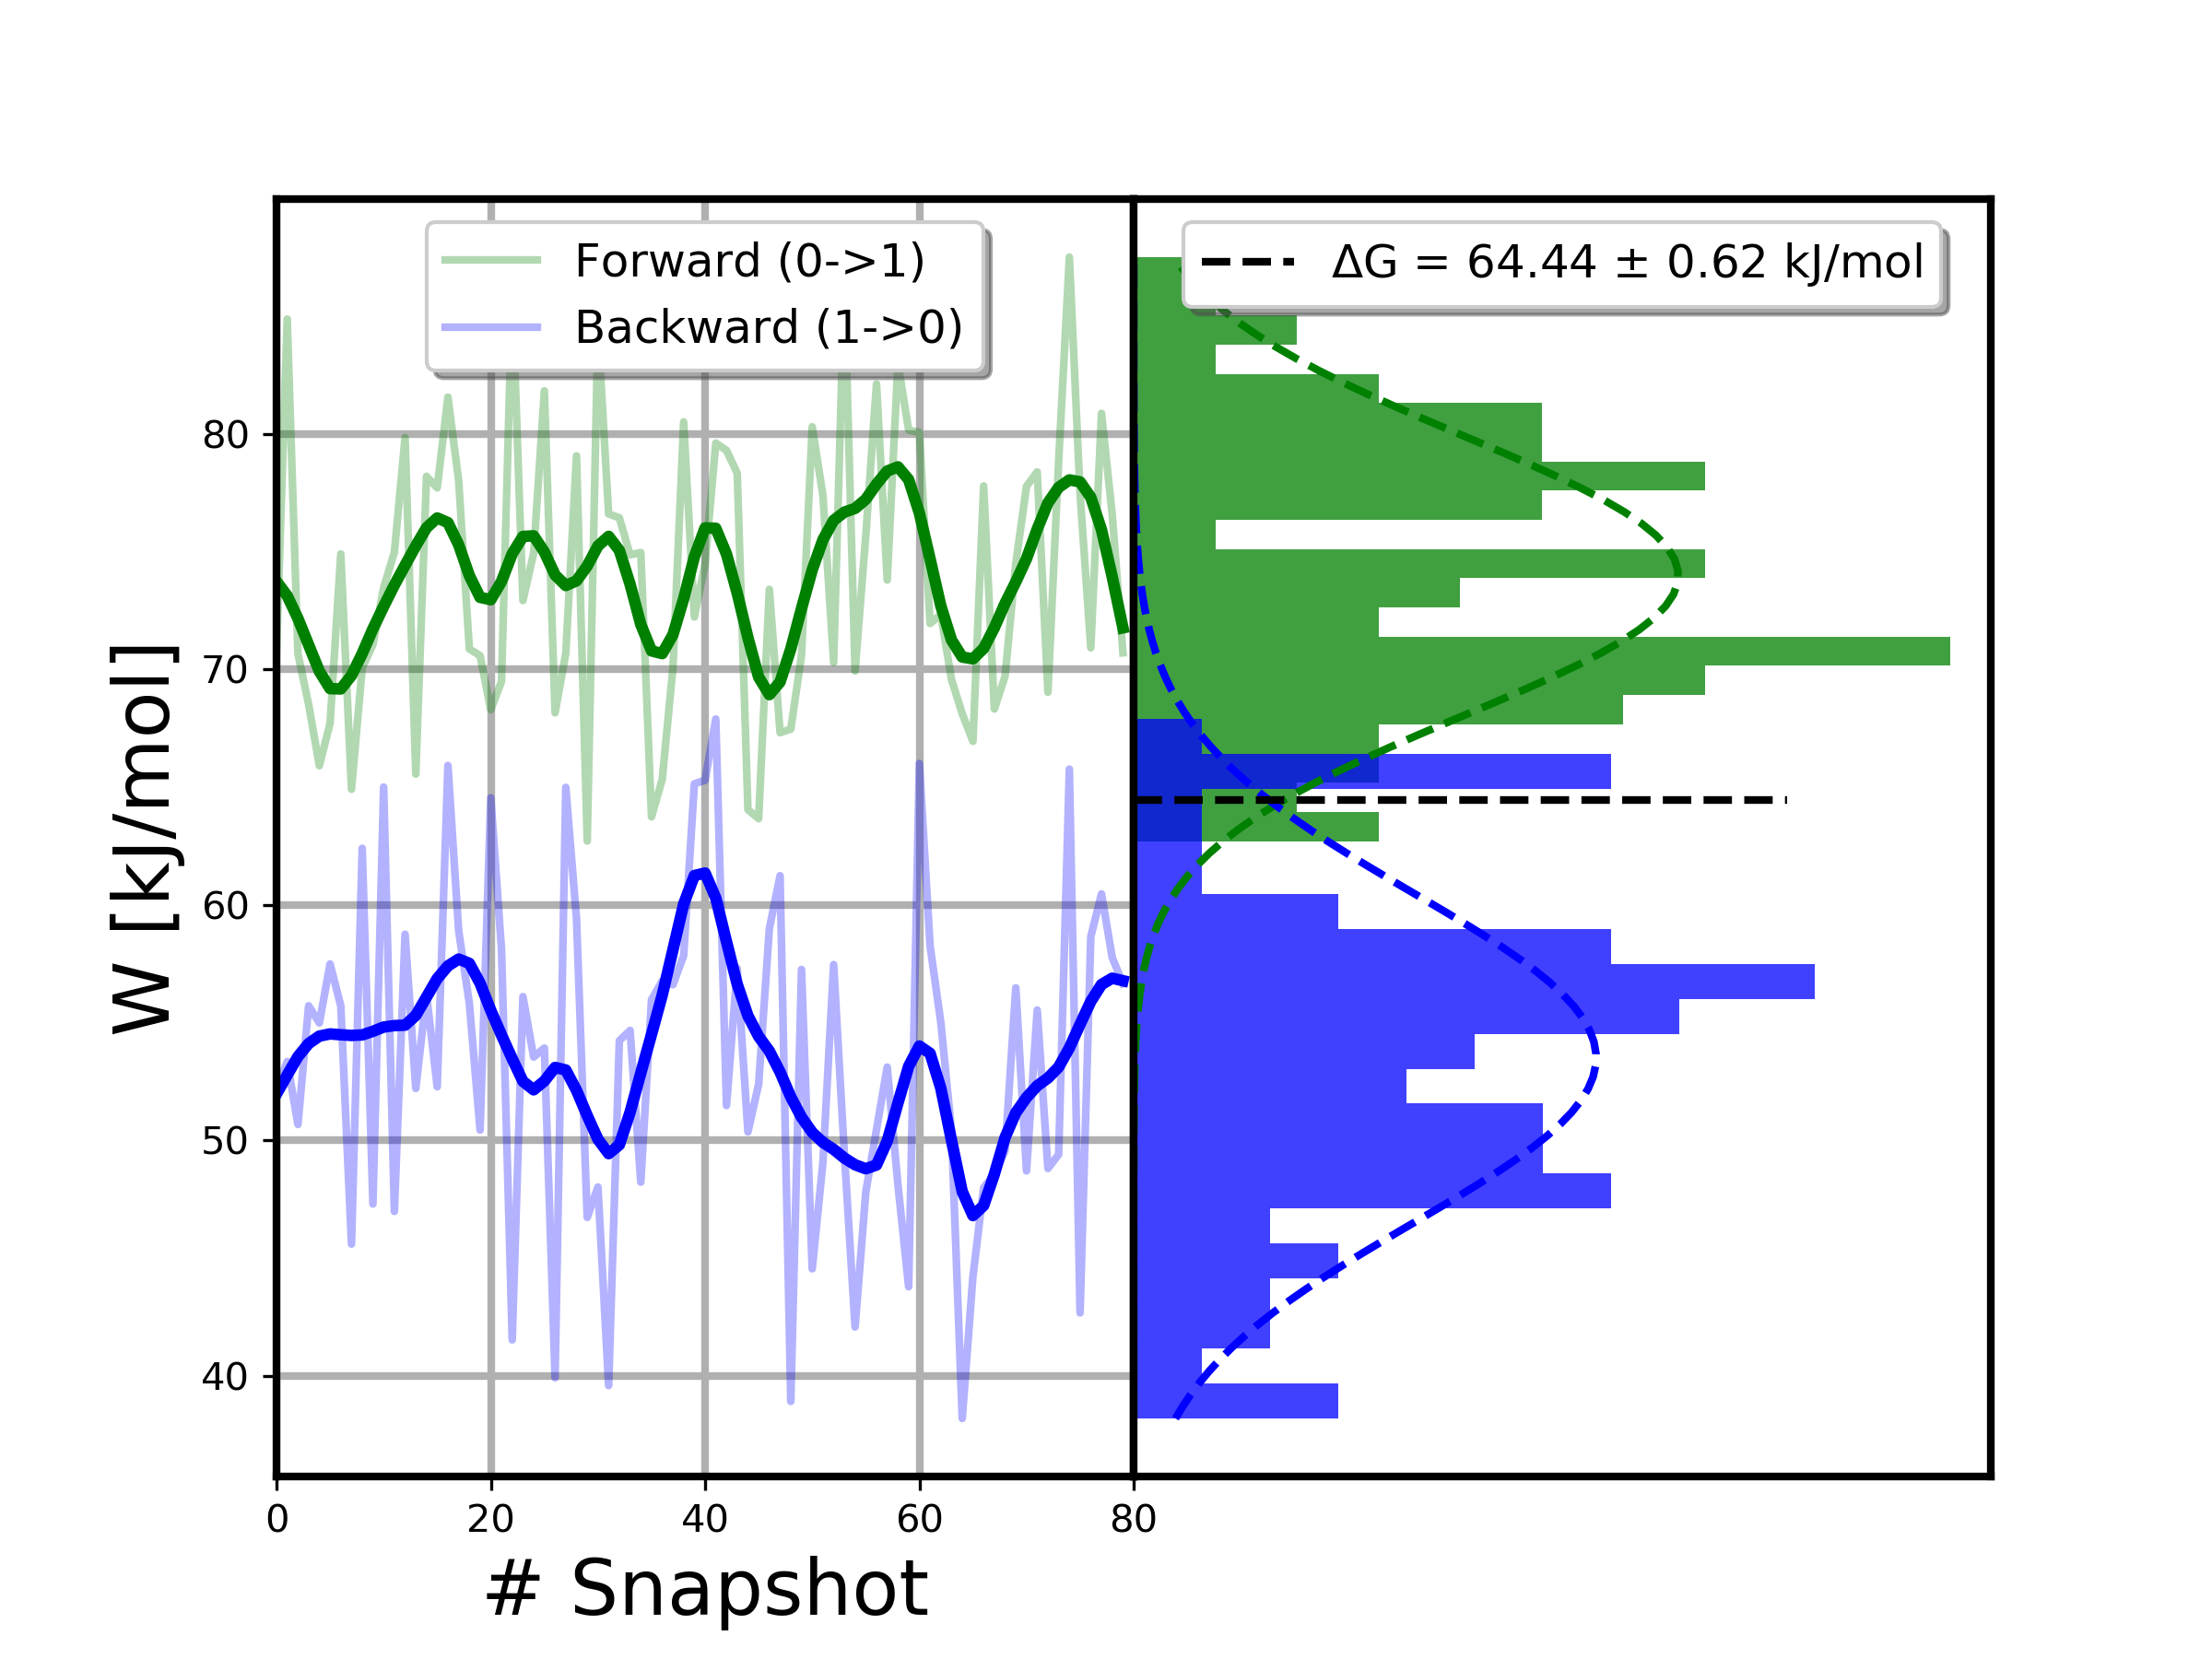 Forward (0->1)
Backward (1->0)
ΔG = 64.44 ± 0.62 kJ/mol
W [kJ/mol]
80
70
60
50
40
0 20 40 60 80
# Snapshot